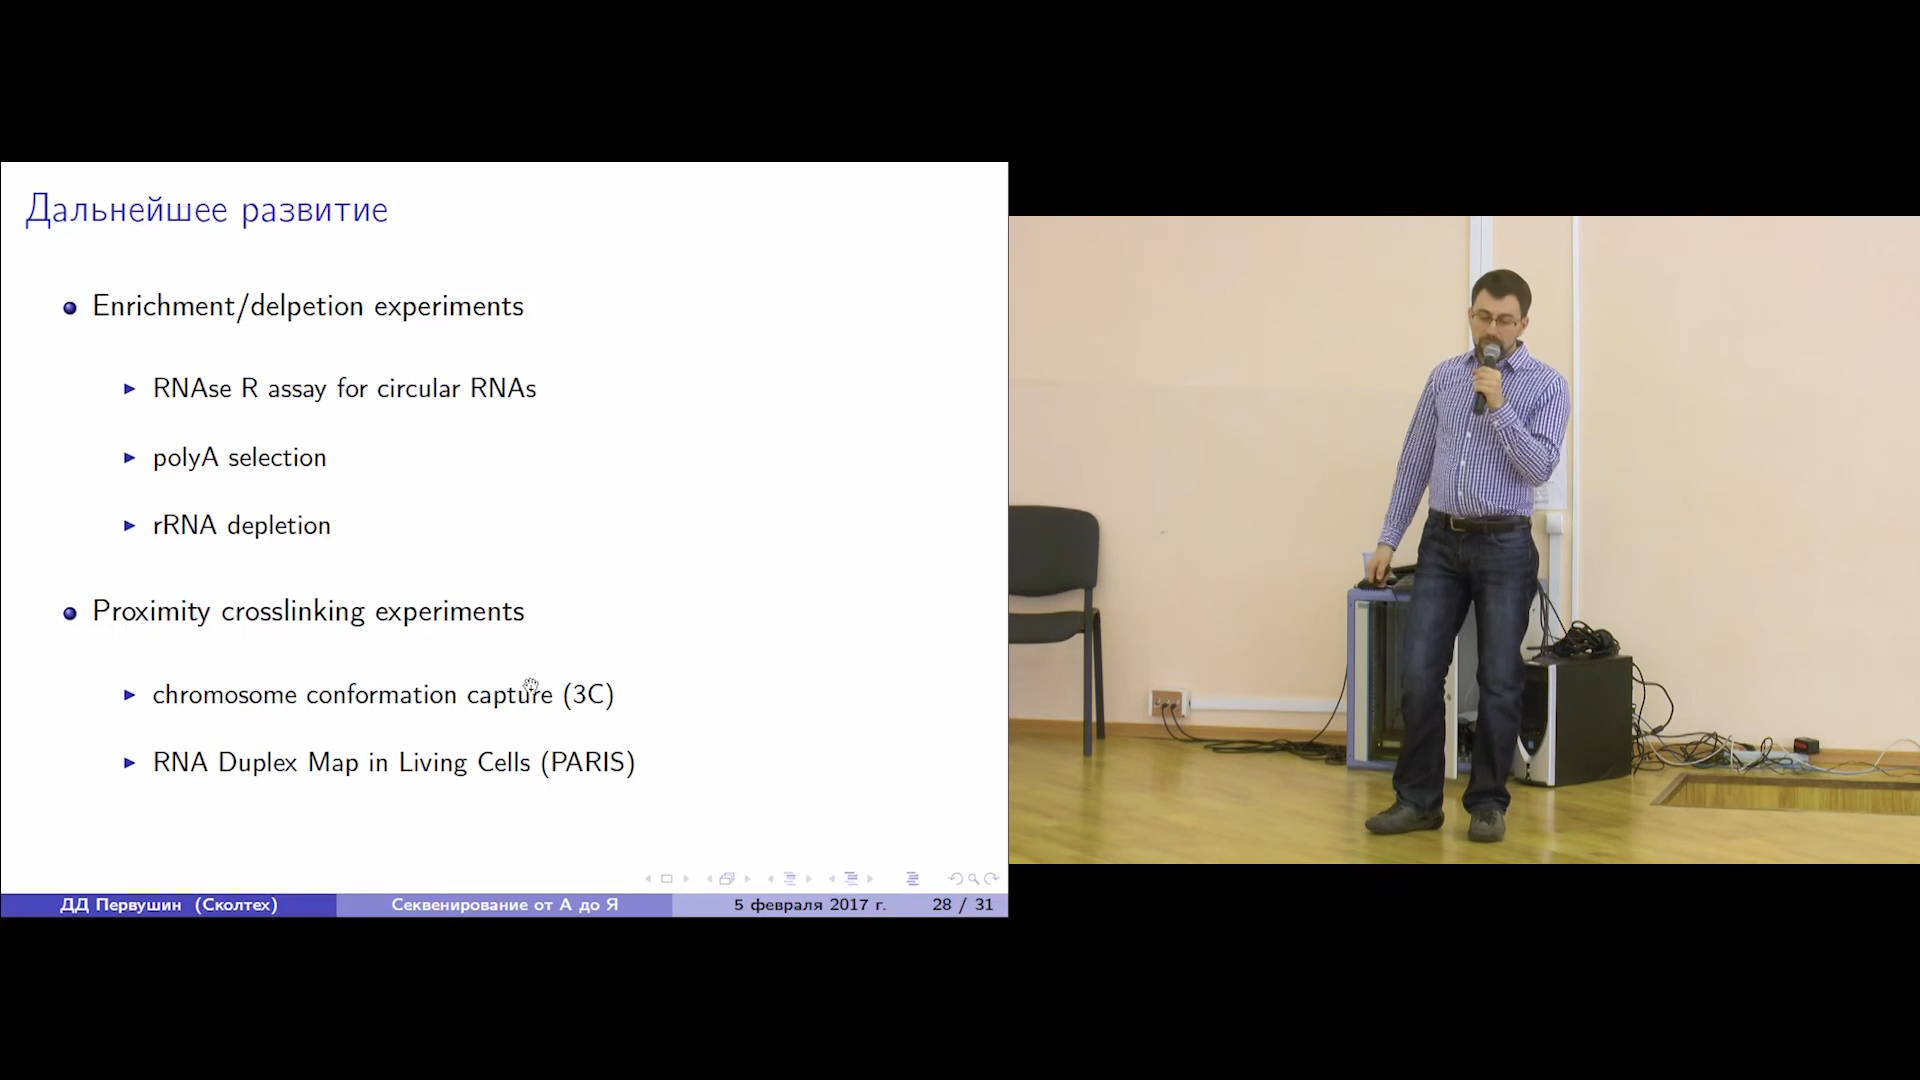 Дальнейшее развитие
Enrichment/delpetion experiments
RNAse R assay for circular RNAs
polyA selection
rRNA depletion
Proximity crosslinking experiments
chromosome conformation capture (3C)
RNA Duplex Map in Living Cells (PARIS)
ДД Первушин (Сколтех) Секвенирование от А до Я 5 февраля 2017 г. 28 / 31